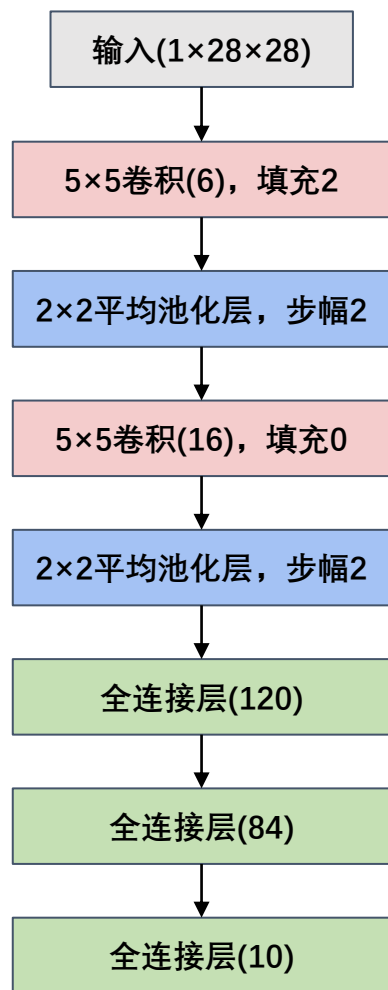 输入(1×28×28)
5×5卷积(6)，填充2
2×2平均池化层，步幅2
5×5卷积(16)，填充0
2×2平均池化层，步幅2
全连接层(120)
全连接层(84)
全连接层(10)